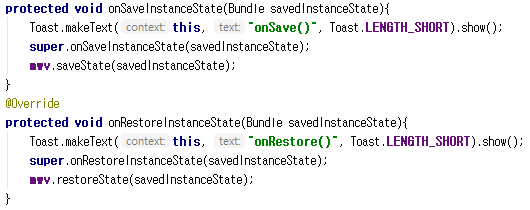 protected void onSaveInstanceState(Bundle savedInstanceState){
Toast.makeText( context: this, text: "onSave()", Toast.LENGTH_SHORT).show();
super.onSaveInstanceState(savedInstanceState);
mwv.saveState(savedInstanceState);
}
@Override
protected void onRestoreInstanceState(Bundle savedInstanceState){
Toast.makeText( context: this, text: "onRestore()", Toast.LENGTH_SHORT).show();
super.onRestoreInstanceState(savedInstanceState);
mwv.restoreState(savedInstanceState);
}